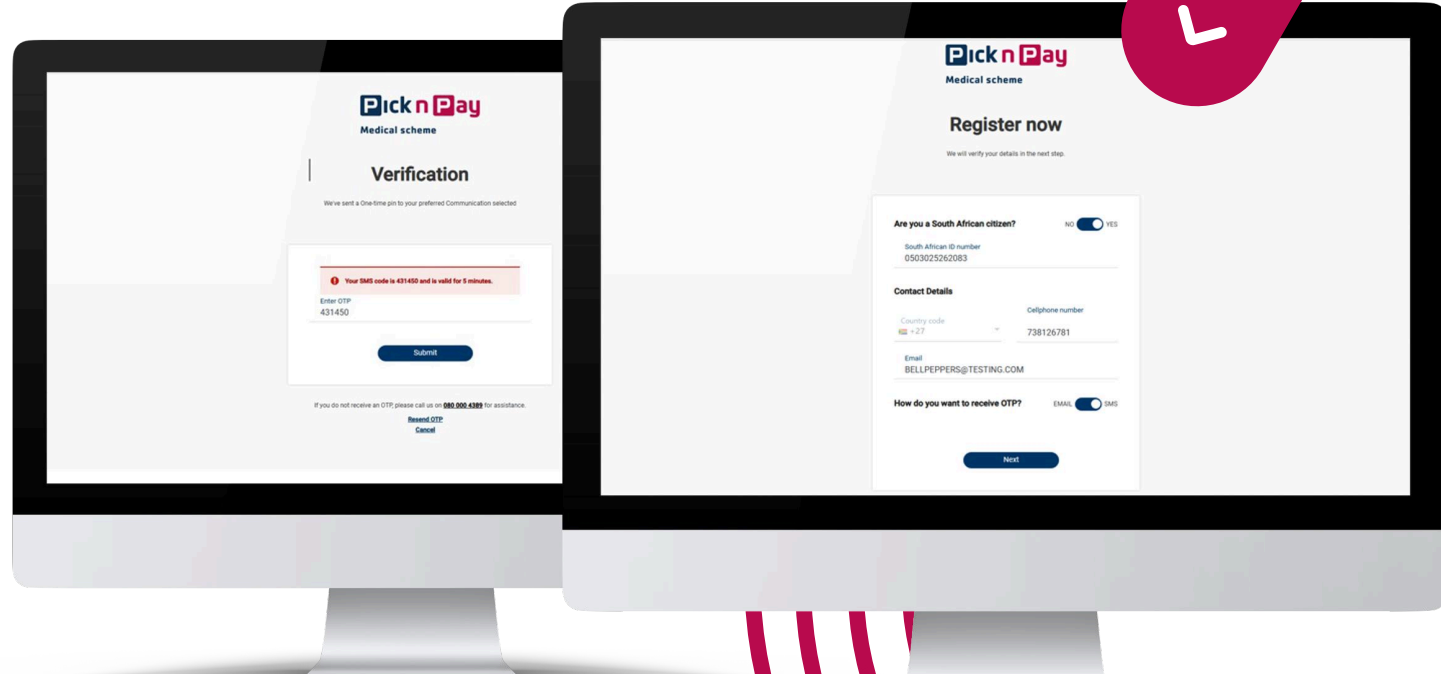 Pick n Pay
Medical scheme
Verification
We've sent a One-time pin to your preferred Communication selected
Your SMS code is 431450 and is valid for 5 minutes.
Enter OTP
431450
Submit
If you do not receive an OTP, please call us on 080 000 4389 for assistance.
Resend OTP
Cancel
Pick n Pay
Medical scheme
Register now
We will verify your details in the next step.
Are you a South African citizen? NO YES
South African ID number
0503025262083
Contact Details
Country code Cellphone number
+27 738126781
Email
BELLPEPPERS@TESTING.COM
How do you want to receive OTP? EMAIL SMS
Next